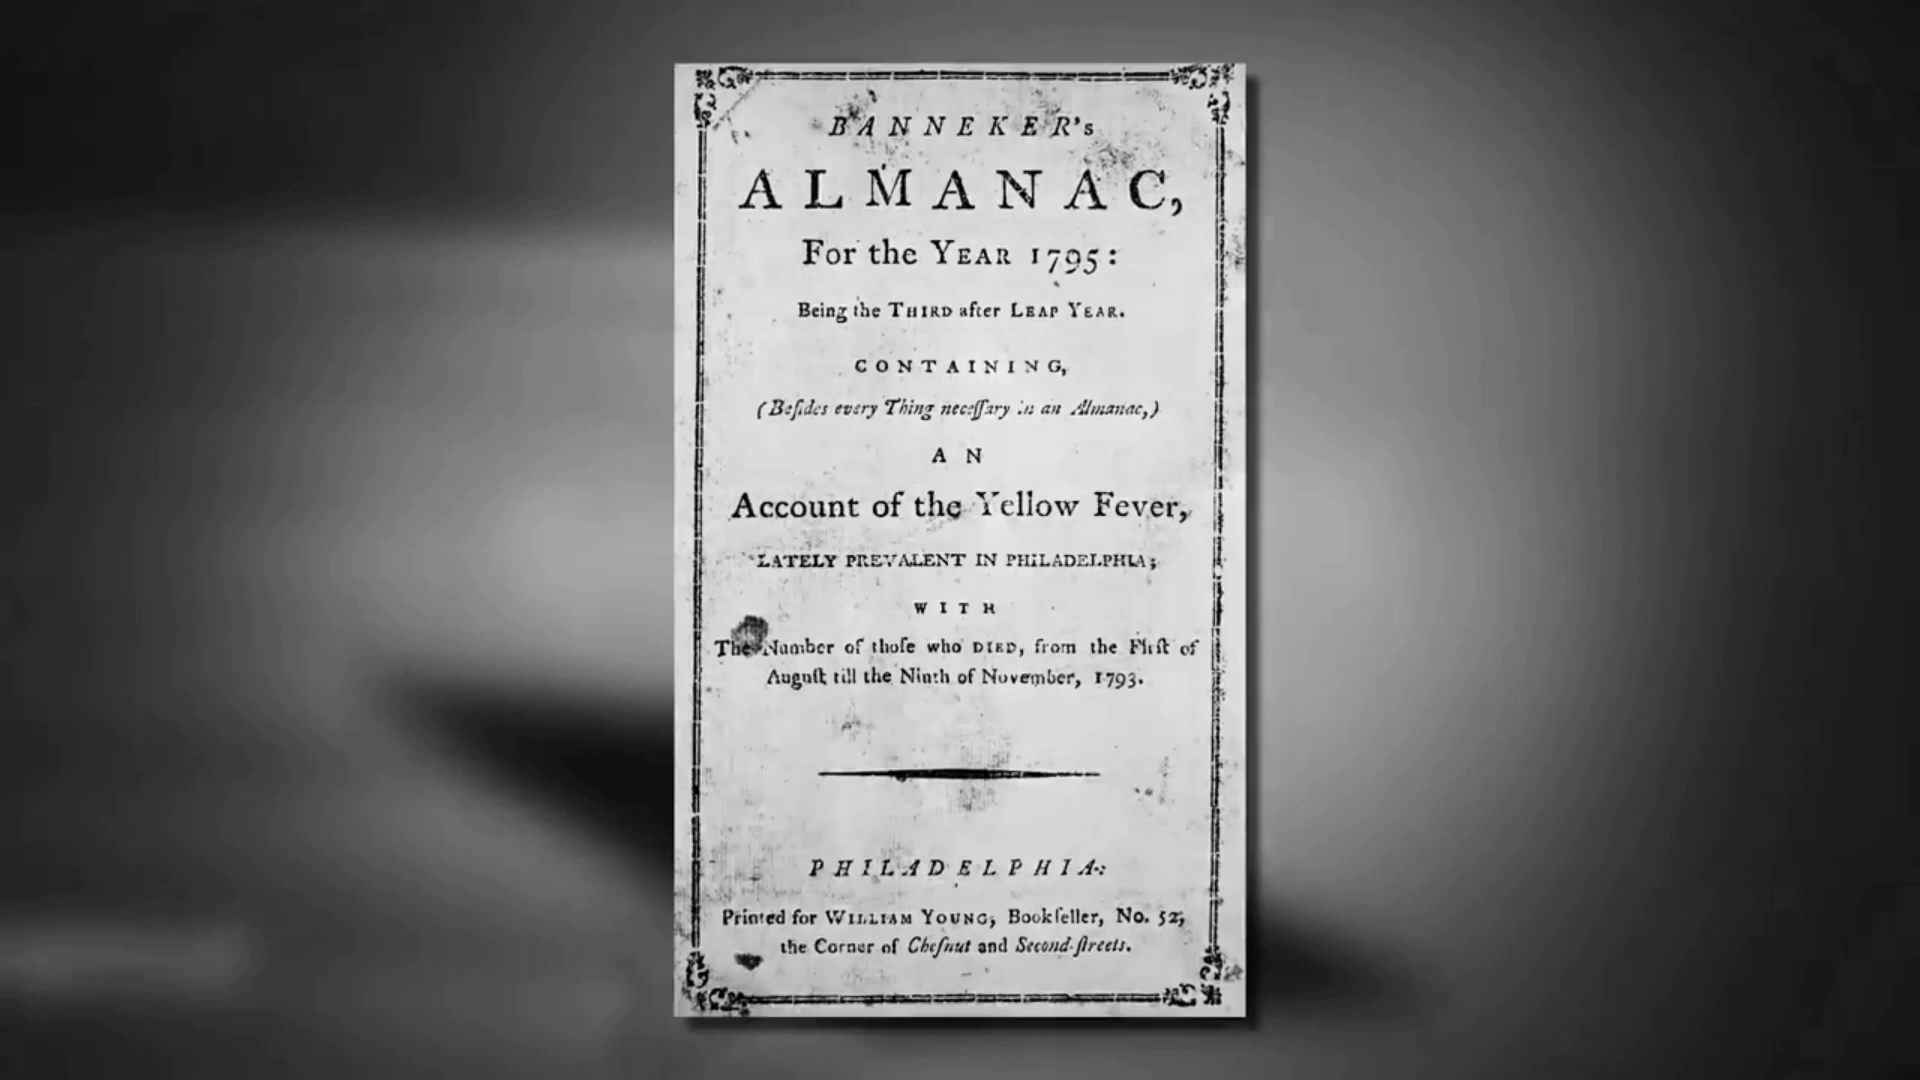 BANNEKER's
ALMANAC,
For the YEAR 1795:
Being the THIRD after LEAP YEAR.
CONTAINING,
(Beſides every Thing neceſſary in an Almanac,)
AN
Account of the Yellow Fever,
LATELY PREVALENT IN PHILADELPHIA;
WITH
The Number of thoſe who DIED, from the Firſt of
Auguſt till the Ninth of November, 1793.
PHILADELPHIA:
Printed for WILLIAM YOUNG, Bookſeller, No. 52,
the Corner of Cheſnut and Second-ſtreets.